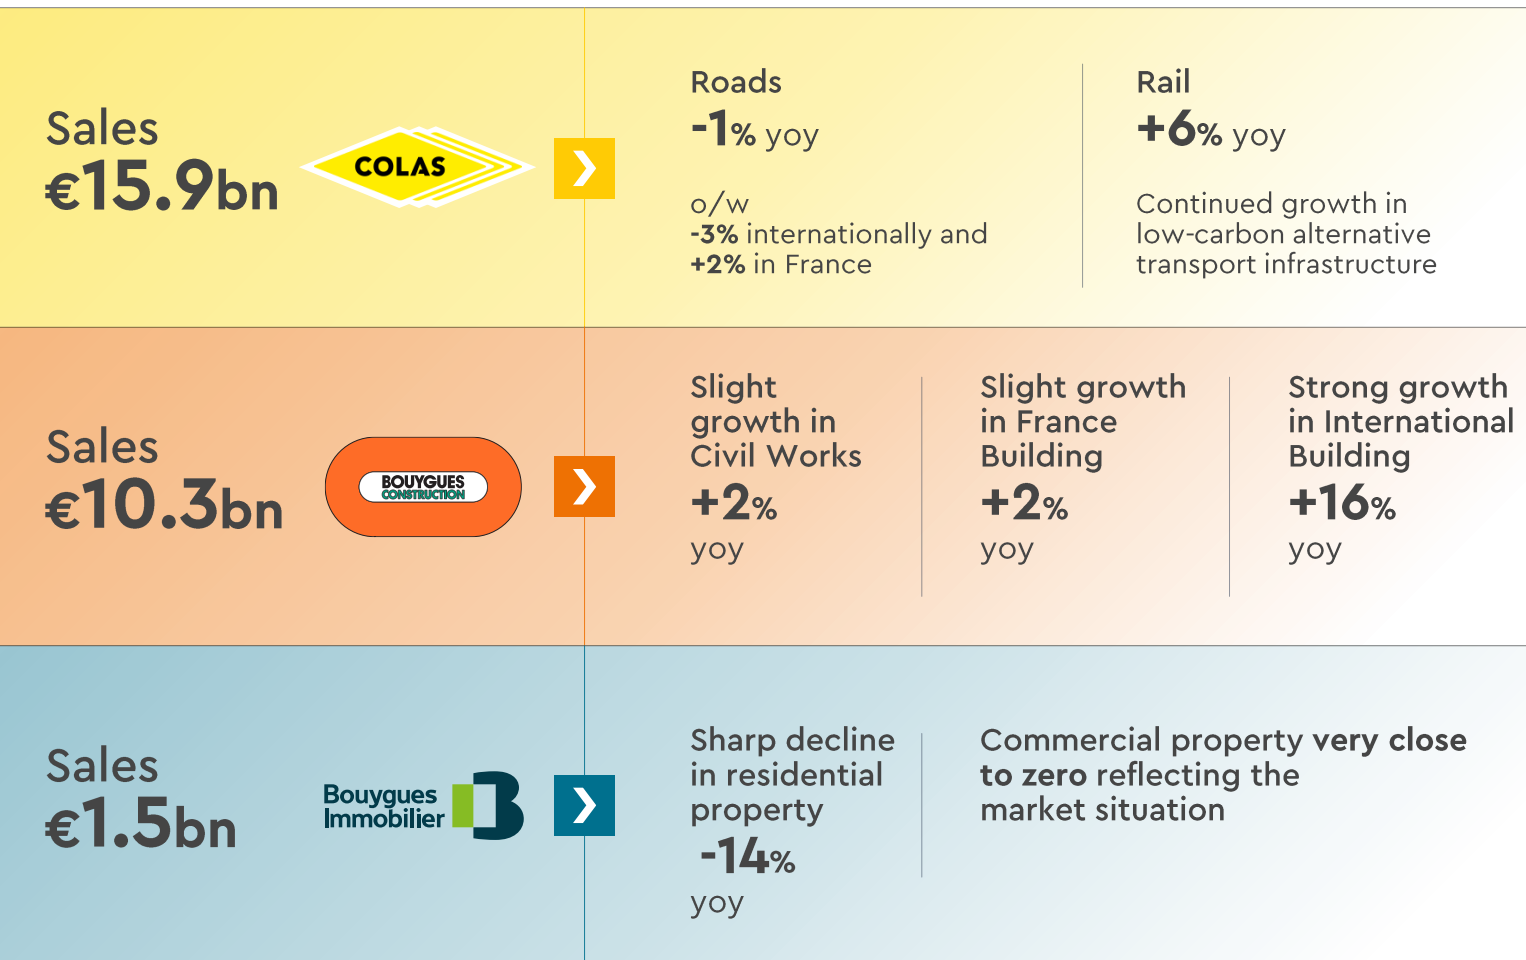 Sales
€15.9bn
COLAS
Roads
-1% yoy
o/w
-3% internationally and
+2% in France
Rail
+6% yoy
Continued growth in
low-carbon alternative
transport infrastructure
Sales
€10.3bn
BOUYGUES
CONSTRUCTION
Slight
growth in
Civil Works
+2%
yoy
Slight growth
in France
Building
+2%
yoy
Strong growth
in International
Building
+16%
yoy
Sales
€1.5bn
Bouygues
Immobilier
Sharp decline
in residential
property
-14%
yoy
Commercial property very close
to zero reflecting the
market situation